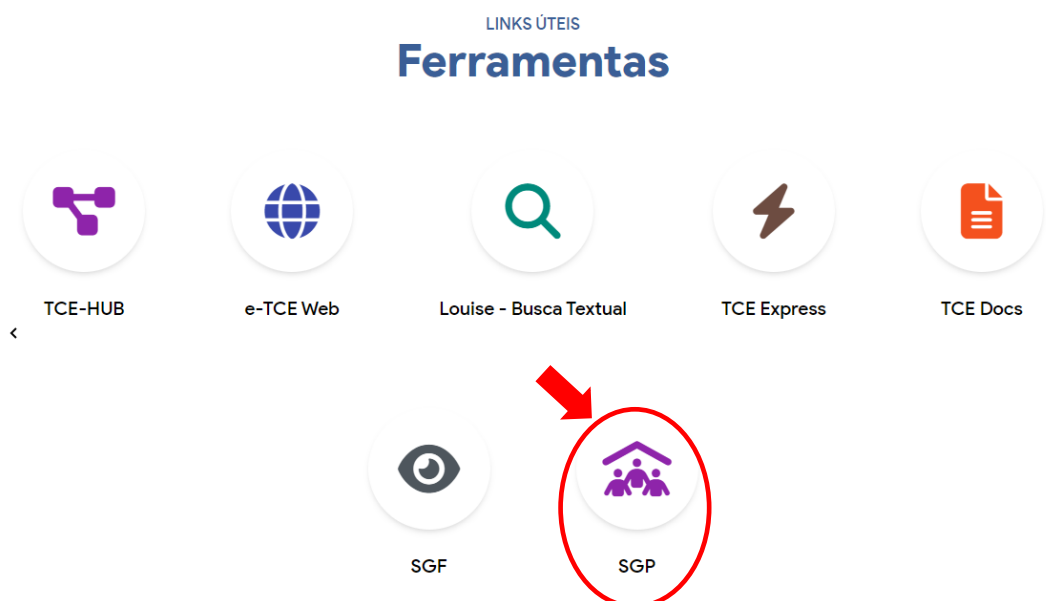 LINKS ÚTEIS
Ferramentas
TCE-HUB
e-TCE Web
Louise - Busca Textual
TCE Express
TCE Docs
SGF
SGP